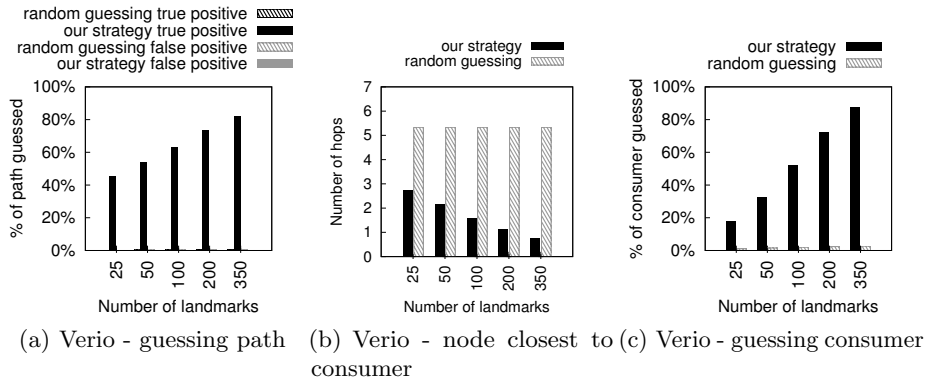 random guessing true positive
our strategy true positive
random guessing false positive
our strategy false positive
100%
80%
60%
40%
20%
0%
% of path guessed
25
50
100
200
350
Number of landmarks
(a) Verio - guessing path
our strategy
random guessing
7
6
5
4
3
2
1
0
Number of hops
25
50
100
200
350
Number of landmarks
(b) Verio - node closest to
consumer
our strategy
random guessing
100%
80%
60%
40%
20%
0%
% of consumer guessed
25
50
100
200
350
Number of landmarks
(c) Verio - guessing consumer